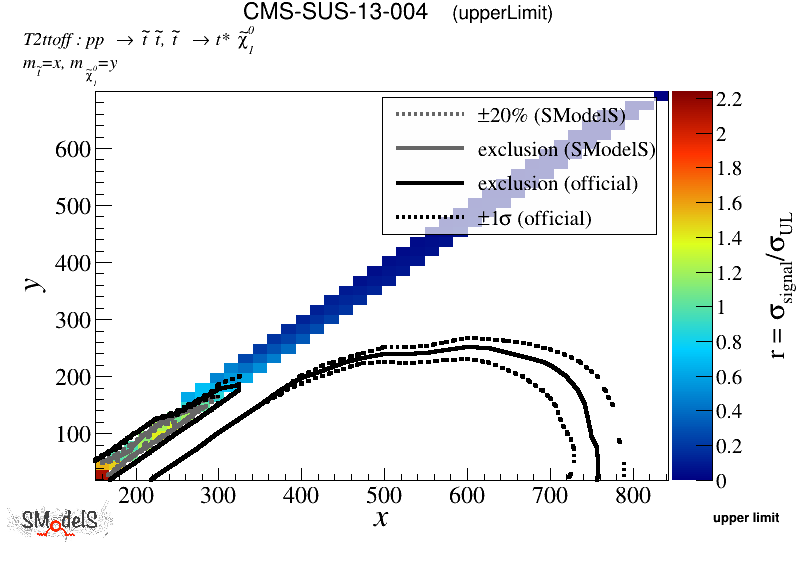 CMS-SUS-13-004 (upperLimit)
T2ttoff : pp → t̃ t̃, t̃ → t* χ̃⁰₁
m_t̃=x, m_χ̃⁰₁=y
±20% (SModelS)
exclusion (SModelS)
exclusion (official)
±1σ (official)
600
500
400
300
200
100
y
200 300 400 500 600 700 800
x
2.2
2
1.8
1.6
1.4
1.2
1
0.8
0.6
0.4
0.2
0
r = σ_signal/σ_UL
SModelS
upper limit